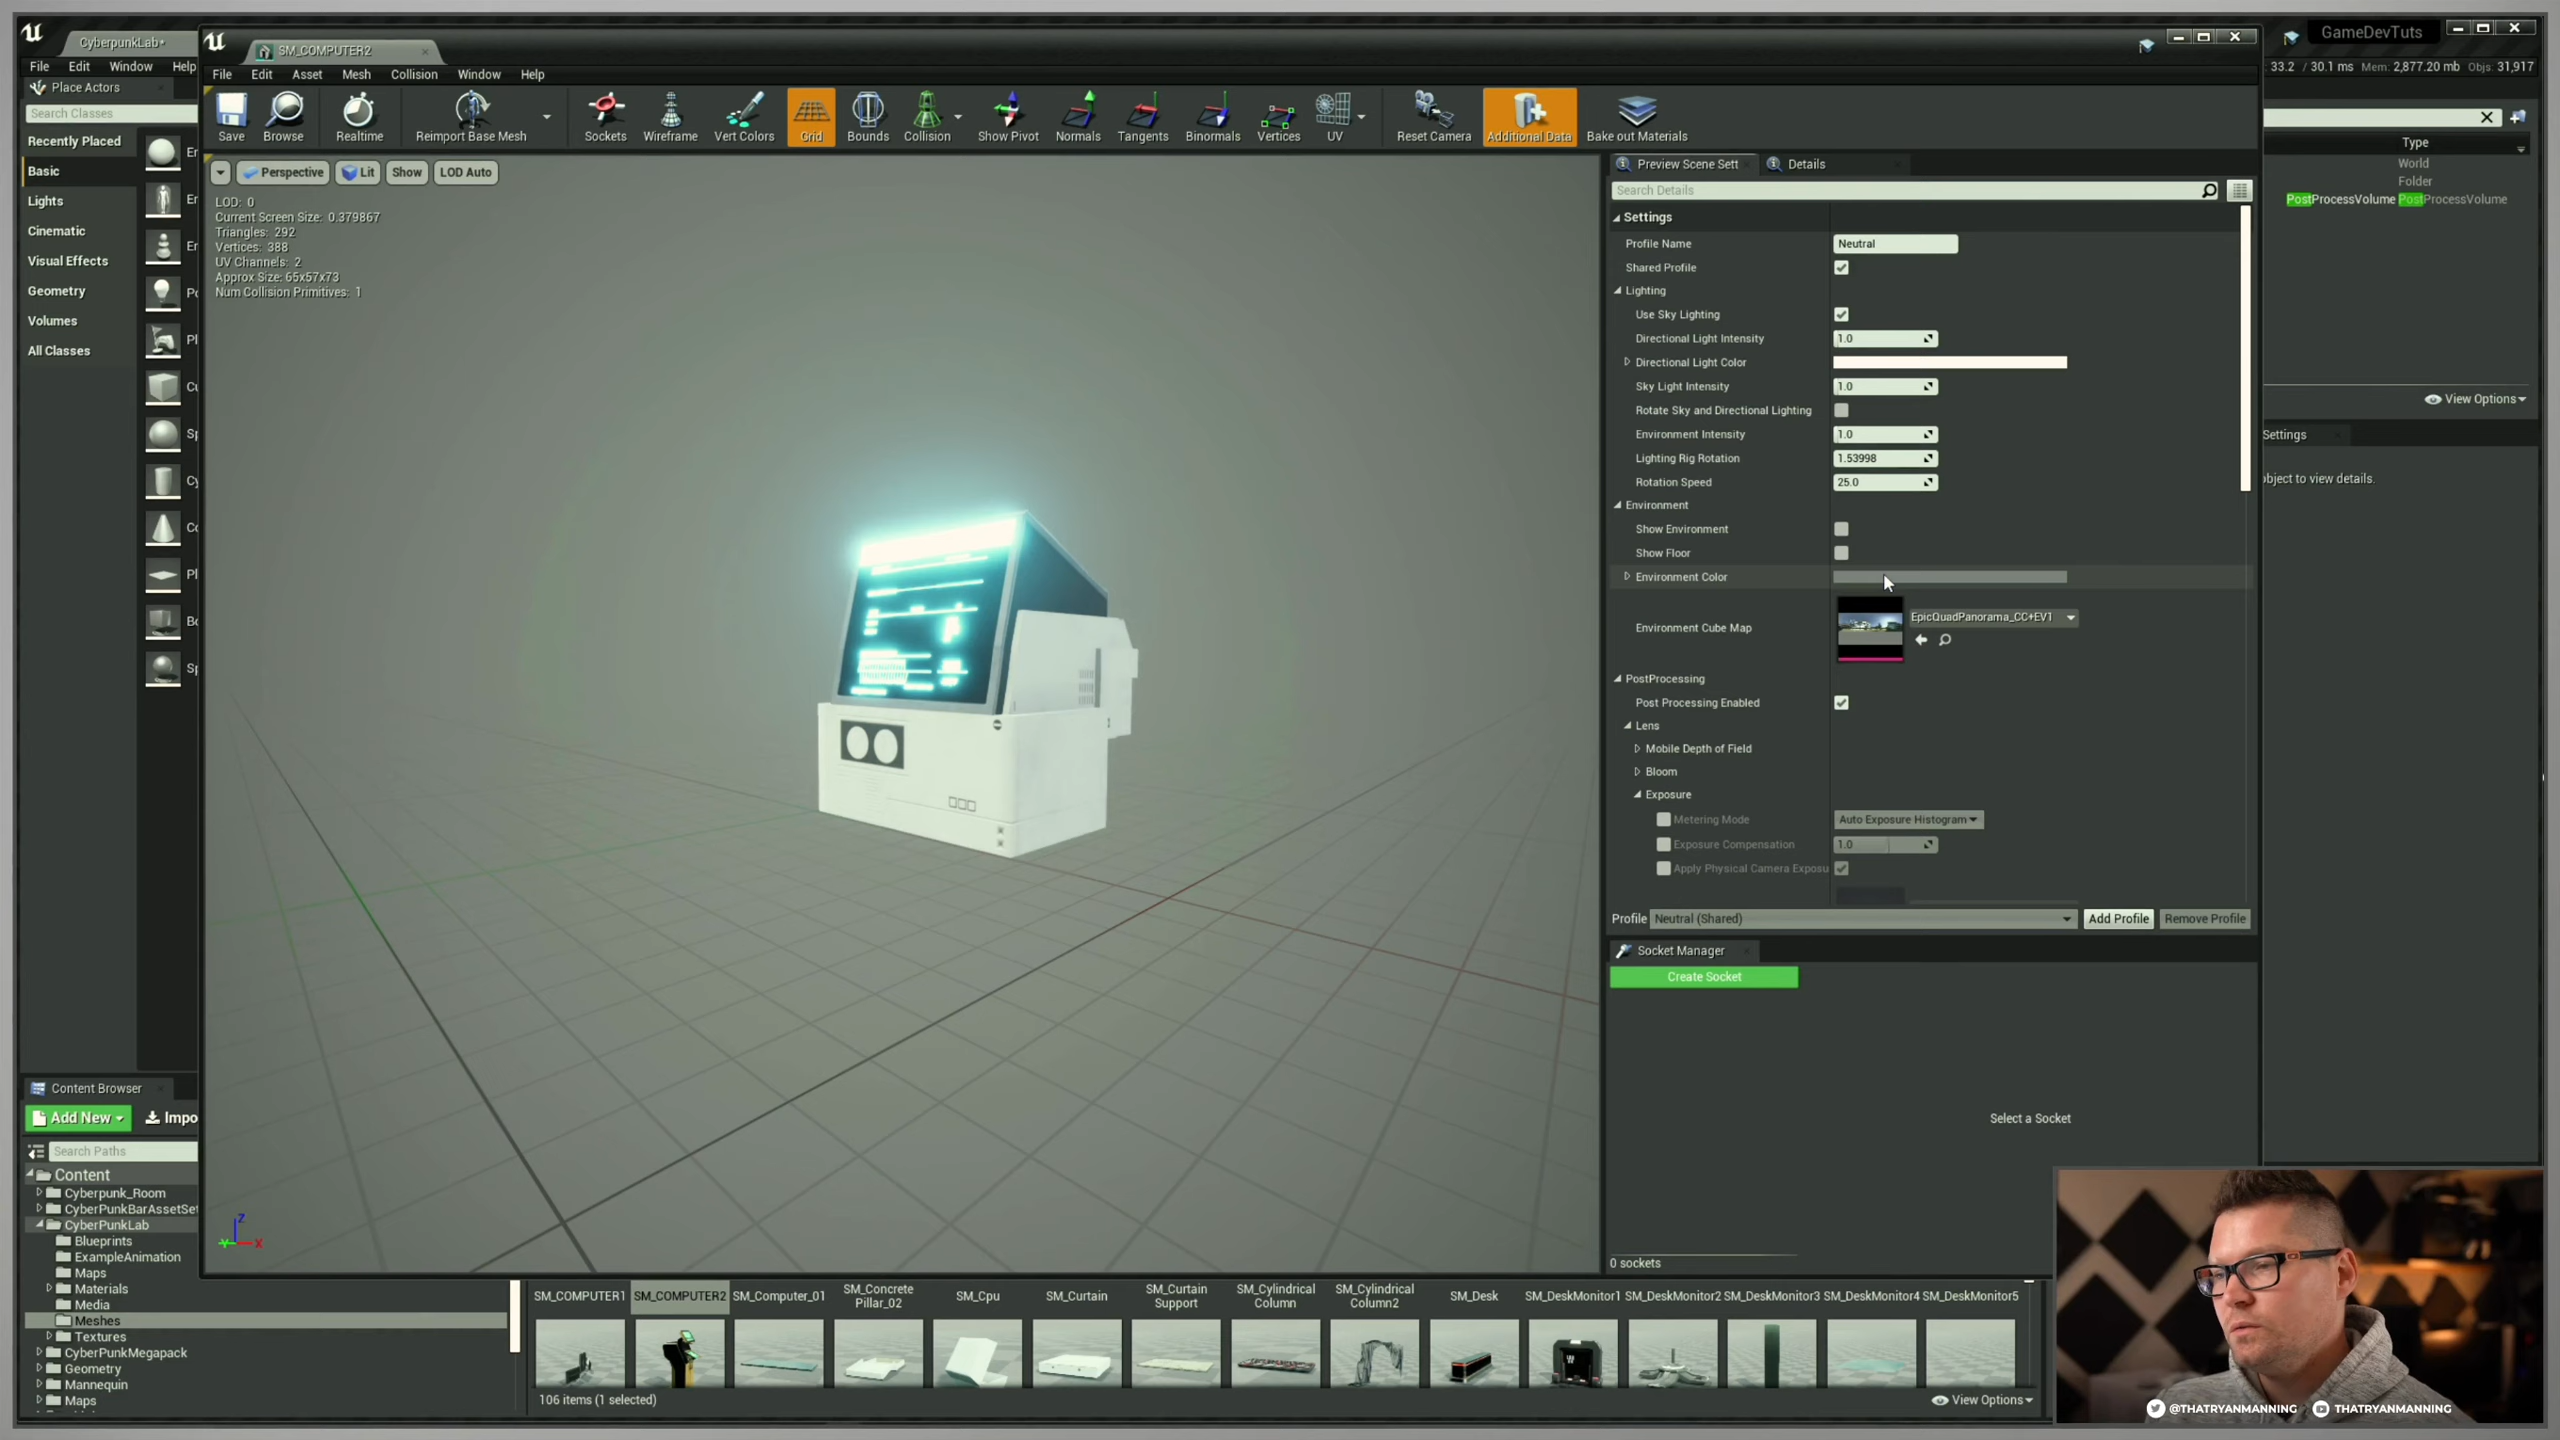 CyberpunkLab*
SM_COMPUTER2
GameDevTuts
File Edit Window Help
33.2 / 30.1 ms Mem: 2,877.20 mb Objs: 31,917
File Edit Asset Mesh Collision Window Help
Place Actors
Search Classes
Recently Placed
Basic
Lights
Cinematic
Visual Effects
Geometry
Volumes
All Classes
Save
Browse
Realtime
Reimport Base Mesh
Sockets
Wireframe
Vert Colors
Grid
Bounds
Collision
Show Pivot
Normals
Tangents
Binormals
Vertices
UV
Reset Camera
Additional Data
Bake out Materials
Perspective
Lit
Show
LOD Auto
LOD: 0
Current Screen Size: 0.379867
Triangles: 292
Vertices: 388
UV Channels: 2
Approx Size: 65x57x73
Num Collision Primitives: 1
Preview Scene Sett
Details
Search Details
Settings
Profile Name Neutral
Shared Profile
Lighting
Use Sky Lighting
Directional Light Intensity 1.0
Directional Light Color
Sky Light Intensity 1.0
Rotate Sky and Directional Lighting
Environment Intensity 1.0
Lighting Rig Rotation 1.53998
Rotation Speed 25.0
Environment
Show Environment
Show Floor
Environment Color
Environment Cube Map EpicQuadPanorama_CC+EV1
PostProcessing
Post Processing Enabled
Lens
Mobile Depth of Field
Bloom
Exposure
Metering Mode Auto Exposure Histogram
Exposure Compensation 1.0
Apply Physical Camera Exposu
Profile Neutral (Shared) Add Profile Remove Profile
Socket Manager
Create Socket
Select a Socket
0 sockets
Type
World
Folder
PostProcessVolume PostProcessVolume
View Options
Settings
bject to view details.
Content Browser
Add New Impo
Search Paths
Content
Cyberpunk_Room
CyberPunkBarAssetSet
CyberPunkLab
Blueprints
ExampleAnimation
Maps
Materials
Media
Meshes
Textures
CyberPunkMegapack
Geometry
Mannequin
Maps
SM_COMPUTER1
SM_COMPUTER2
SM_Computer_01
SM_Concrete
Pillar_02
SM_Cpu
SM_Curtain
SM_Curtain
Support
SM_Cylindrical
Column
SM_Cylindrical
Column2
SM_Desk
SM_DeskMonitor1
SM_DeskMonitor2
SM_DeskMonitor3
SM_DeskMonitor4
SM_DeskMonitor5
106 items (1 selected)
View Options
@THATRYANMANNING
THATRYANMANNING